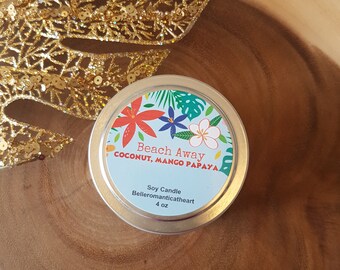 Beach Away
COCONUT, MANGO PAPAYA
Soy Candle
Belleromanticatheart
4 oz